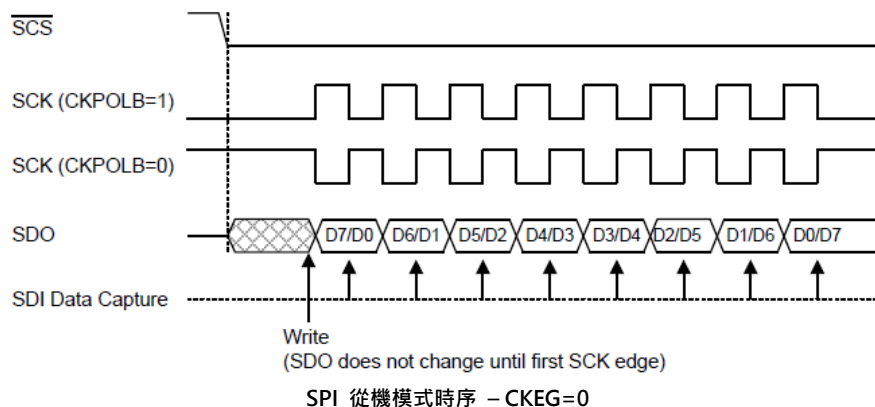 SCS
SCK (CKPOLB=1)
SCK (CKPOLB=0)
SDO
D7/D0 D6/D1 D5/D2 D4/D3 D3/D4 D2/D5 D1/D6 D0/D7
SDI Data Capture
Write
(SDO does not change until first SCK edge)
SPI 從機模式時序 – CKEG=0